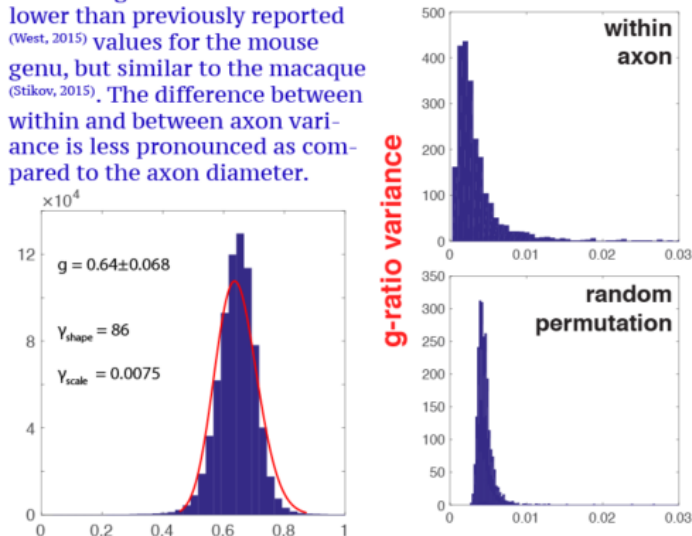 lower than previously reported
(West, 2015) values for the mouse
genu, but similar to the macaque
(Stikov, 2015). The difference between
within and between axon vari-
ance is less pronounced as com-
pared to the axon diameter.
×10⁴
12
8
4
0
0 0.2 0.4 0.6 0.8 1
g = 0.64±0.068
γshape = 86
γscale = 0.0075
g-ratio variance
within
axon
500
400
300
200
100
0
0 0.01 0.02 0.03
random
permutation
350
300
250
200
150
100
50
0
0 0.01 0.02 0.03